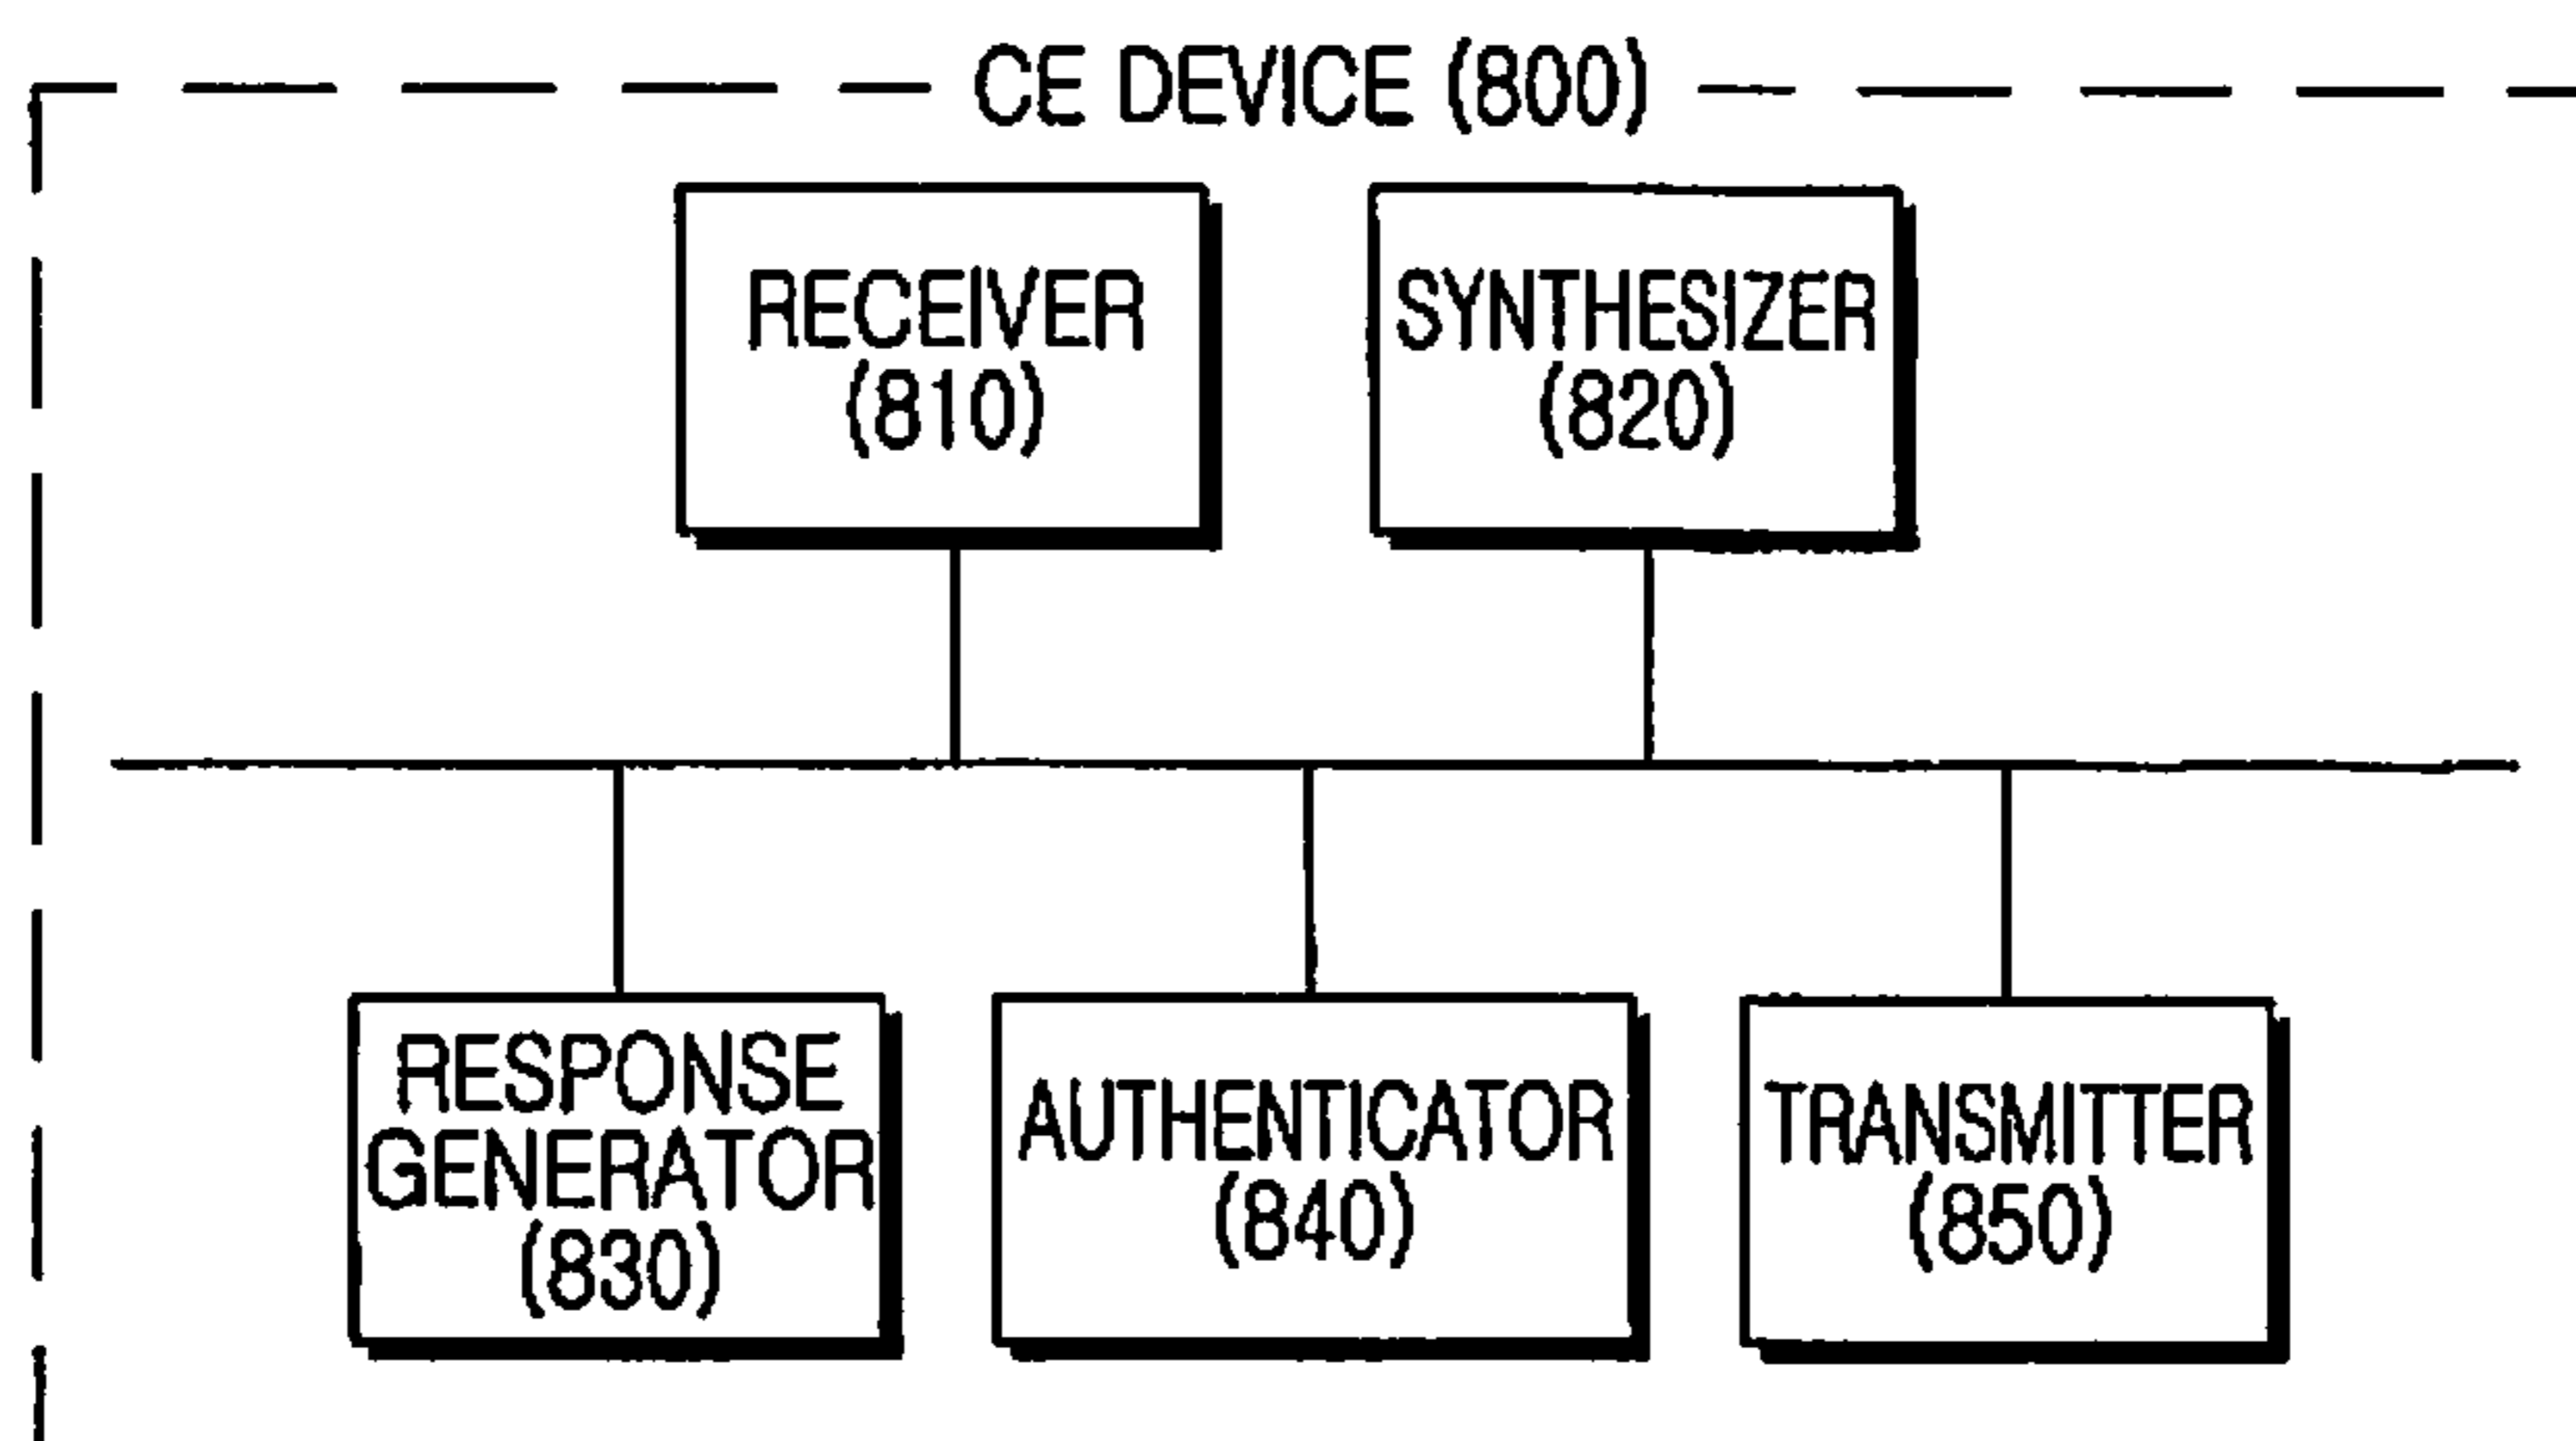 CE DEVICE (800)
RECEIVER
(810)
SYNTHESIZER
(820)
RESPONSE
GENERATOR
(830)
AUTHENTICATOR
(840)
TRANSMITTER
(850)